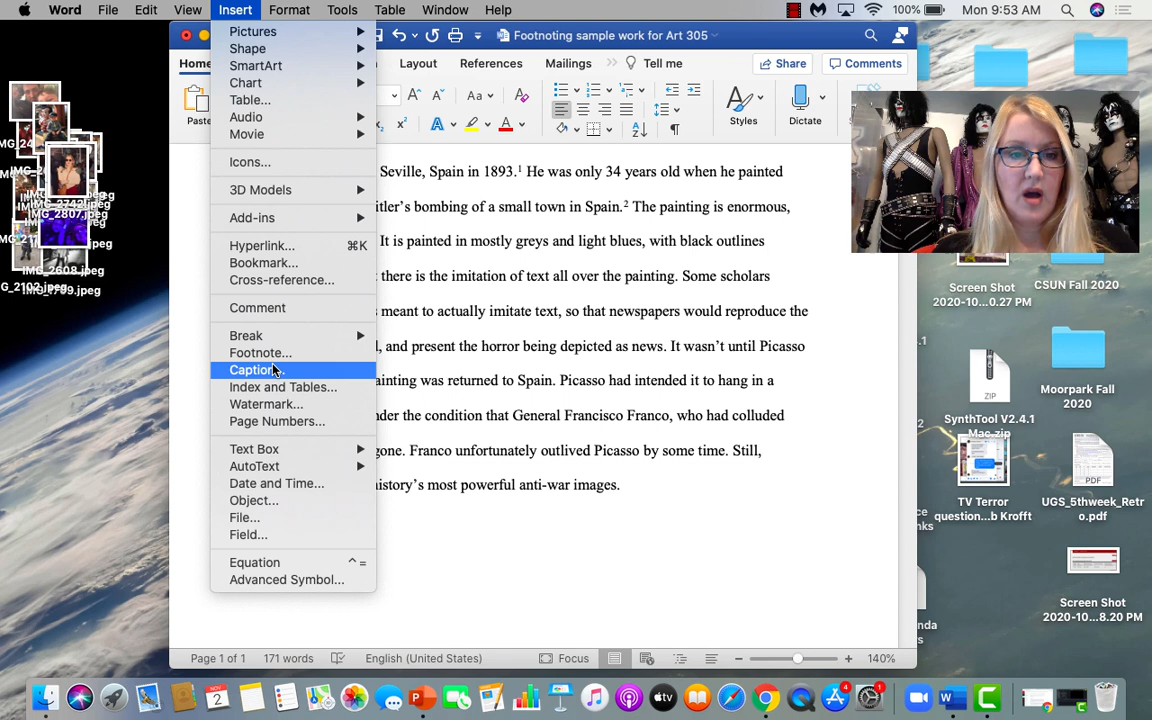 Word File Edit View Insert Format Tools Table Window Help 100% Mon 9:53 AM
Footnoting sample work for Art 305
Home Layout References Mailings Tell me Share Comments
Paste Aa A A Styles Dictate
Pictures
Shape
SmartArt
Chart
Table...
Audio
Movie
Icons...
3D Models
Add-ins
Hyperlink... ⌘K
Bookmark...
Cross-reference...
Comment
Break
Footnote...
Caption...
Index and Tables...
Watermark...
Page Numbers...
Text Box
AutoText
Date and Time...
Object...
File...
Field...
Equation ^ =
Advanced Symbol...
Seville, Spain in 1893.¹ He was only 34 years old when he painted
itler’s bombing of a small town in Spain.² The painting is enormous,
It is painted in mostly greys and light blues, with black outlines
there is the imitation of text all over the painting. Some scholars
meant to actually imitate text, so that newspapers would reproduce the
, and present the horror being depicted as news. It wasn’t until Picasso
ainting was returned to Spain. Picasso had intended it to hang in a
nder the condition that General Francisco Franco, who had colluded
gone. Franco unfortunately outlived Picasso by some time. Still,
history’s most powerful anti-war images.
Page 1 of 1 171 words English (United States) Focus 140%
IMG_2742.jpeg
IMG_2807.jpeg
IMG_2608.jpeg
G_2102.jpeg
IMG_1799.jpeg
Screen Shot
2020-10...0.27 PM
CSUN Fall 2020
SynthTool V2.4.1
Mac.zip
ZIP
Moorpark Fall
2020
TV Terror
question...b Krofft
PDF
UGS_5thweek_Retr
o.pdf
Screen Shot
2020-10...8.20 PM
NOV
2
tv
4
1